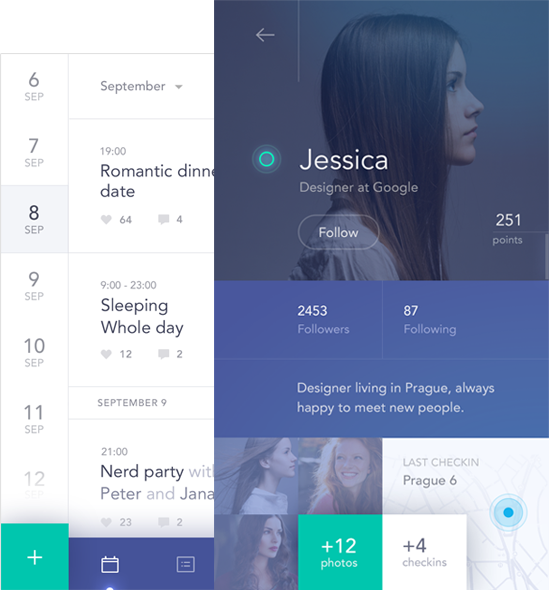 6
SEP
7
SEP
8
SEP
9
SEP
10
SEP
11
SEP
12
SEP
+
September
19:00
Romantic dinne
date
64 4
9:00 - 23:00
Sleeping
Whole day
12 2
SEPTEMBER 9
21:00
Nerd party with
Peter and Jana
23 2
Jessica
Designer at Google
Follow
251
points
2453
Followers
87
Following
Designer living in Prague, always
happy to meet new people.
LAST CHECKIN
Prague 6
+12
photos
+4
checkins